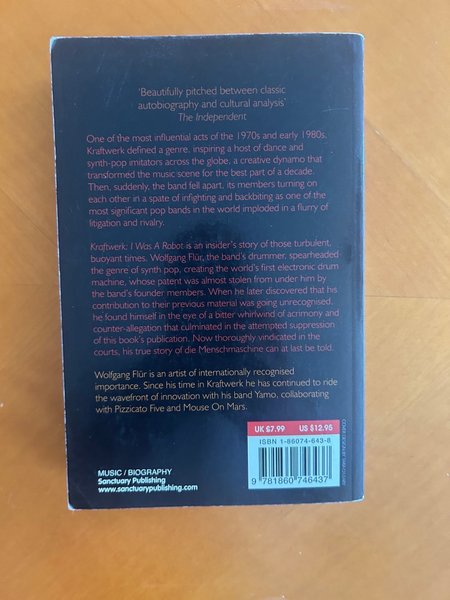 'Beautifully pitched between classic
autobiography and cultural analysis'
The Independent
One of the most influential acts of the 1970s and early 1980s,
Kraftwerk defined a genre, inspiring a host of dance and
synth-pop imitators across the globe, a creative dynamo that
transformed the music scene for the best part of a decade.
Then, suddenly, the band fell apart, its members turning on
each other in a spate of infighting and backbiting as one of the
most significant pop bands in the world imploded in a flurry of
litigation and rivalry.
Kraftwerk: I Was A Robot is an insider's story of those turbulent,
buoyant times. Wolfgang Flür, the band's drummer, spearheaded
the genre of synth pop, creating the world's first electronic drum
machine, whose patent was almost stolen from under him by
the band's founder members. When he later discovered that his
contribution to their previous material was going unrecognised,
he found himself in the eye of a bitter whirlwind of acrimony and
counter-allegation that culminated in the attempted suppression
of this book's publication. Now thoroughly vindicated in the
courts, his true story of die Menschmaschine can at last be told.
Wolfgang Flür is an artist of internationally recognised
importance. Since his time in Kraftwerk he has continued to ride
the wavefront of innovation with his band Yamo, collaborating
with Pizzicato Five and Mouse On Mars.
UK £7.99 US $12.95
ISBN 1-86074-643-8
9 781860 746437
MUSIC / BIOGRAPHY
Sanctuary Publishing
www.sanctuarypublishing.com
COVER DESIGN BY